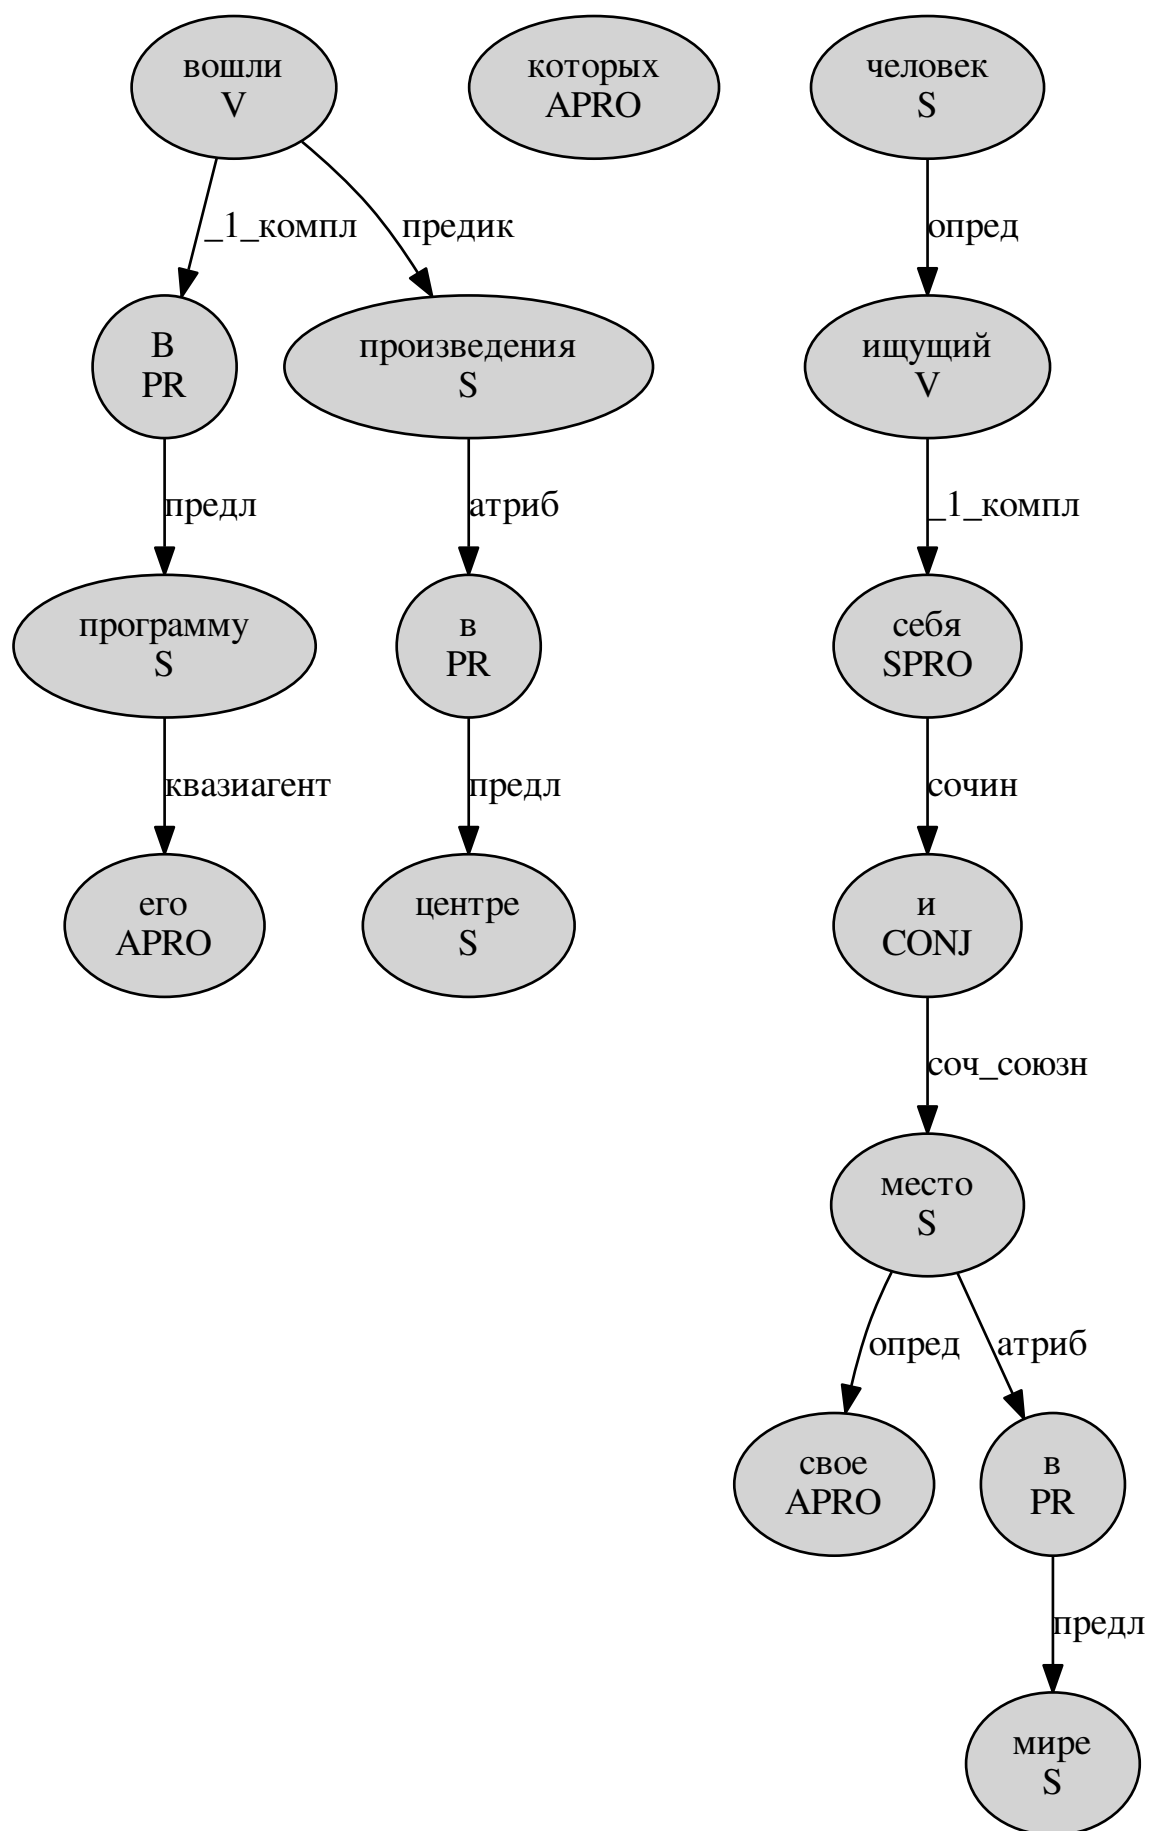 вошли
V
которых
APRO
человек
S
_1_компл
предик
опред
В
PR
произведения
S
ищущий
V
предл
атриб
_1_компл
программу
S
в
PR
себя
SPRO
квазиагент
предл
сочин
его
APRO
центре
S
и
CONJ
соч_союзн
место
S
опред
атриб
свое
APRO
в
PR
предл
мире
S